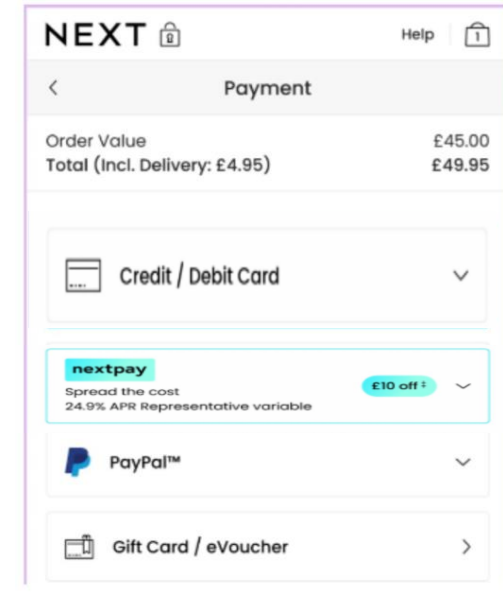 NEXT
Help
1
Payment
Order Value £45.00
Total (Incl. Delivery: £4.95) £49.95
Credit / Debit Card
nextpay
Spread the cost
24.9% APR Representative variable
£10 off ‡
PayPal™
Gift Card / eVoucher